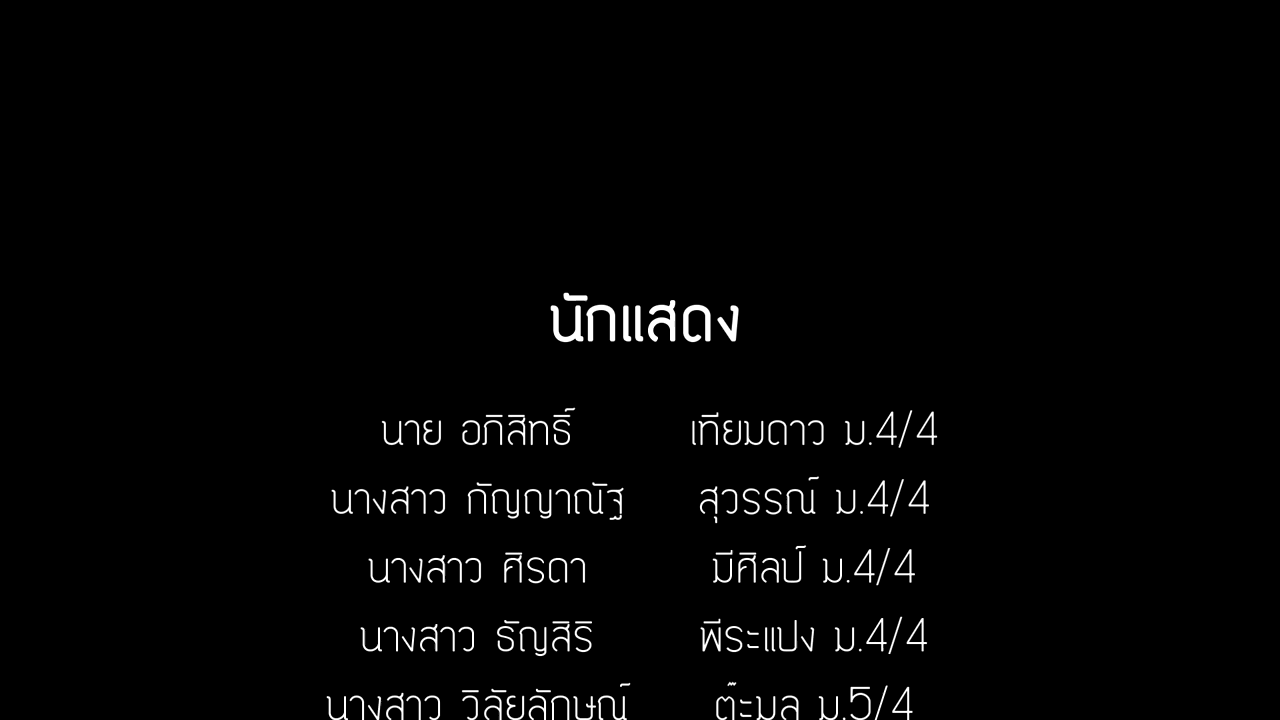 นักแสดง
นาย อภิสิทธิ์ เทียมดาว ม.4/4
นางสาว กัญญาณัฐ สุวรรณ์ ม.4/4
นางสาว ศิรดา มีศิลป์ ม.4/4
นางสาว ธัญสิริ พีระแปง ม.4/4
นางสาว วิลัยลักษณ์ ต๊ะมูล ม.5/4